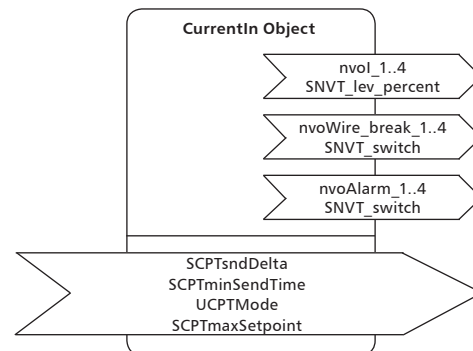 CurrentIn Object
nvoI_1..4
SNVT_lev_percent
nvoWire_break_1..4
SNVT_switch
nvoAlarm_1..4
SNVT_switch
SCPTsndDelta
SCPTminSendTime
UCPTMode
SCPTmaxSetpoint